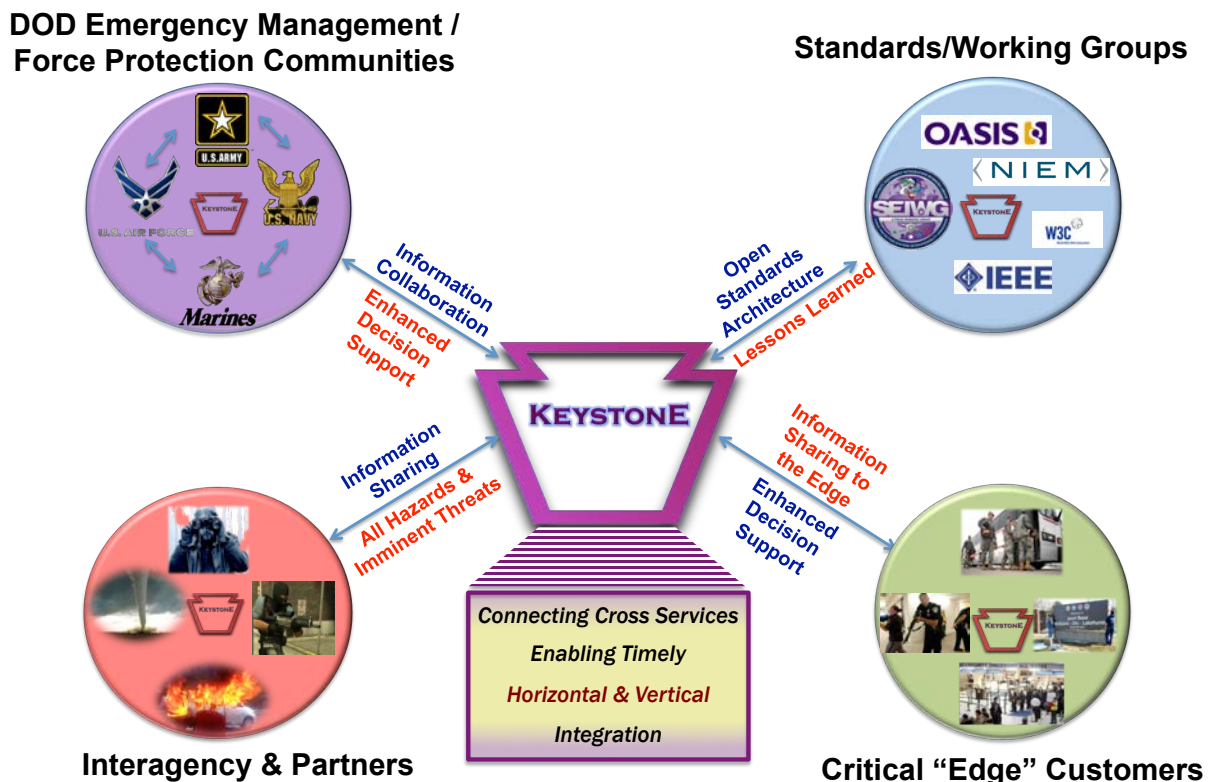 DOD Emergency Management /
Force Protection Communities
Standards/Working Groups
U.S.ARMY
U.S. AIR FORCE
KEYSTONE
U.S. NAVY
Marines
OASIS
NIEM
SEIWG
KEYSTONE
W3C
IEEE
Information
Collaboration
Enhanced
Decision
Support
Open
Standards
Architecture
Lessons Learned
KEYSTONE
Information
Sharing
All Hazards &
Imminent Threats
Information
Sharing to
the Edge
Enhanced
Decision
Support
KEYSTONE
KEYSTONE
Connecting Cross Services
Enabling Timely
Horizontal & Vertical
Integration
Interagency & Partners
Critical “Edge” Customers